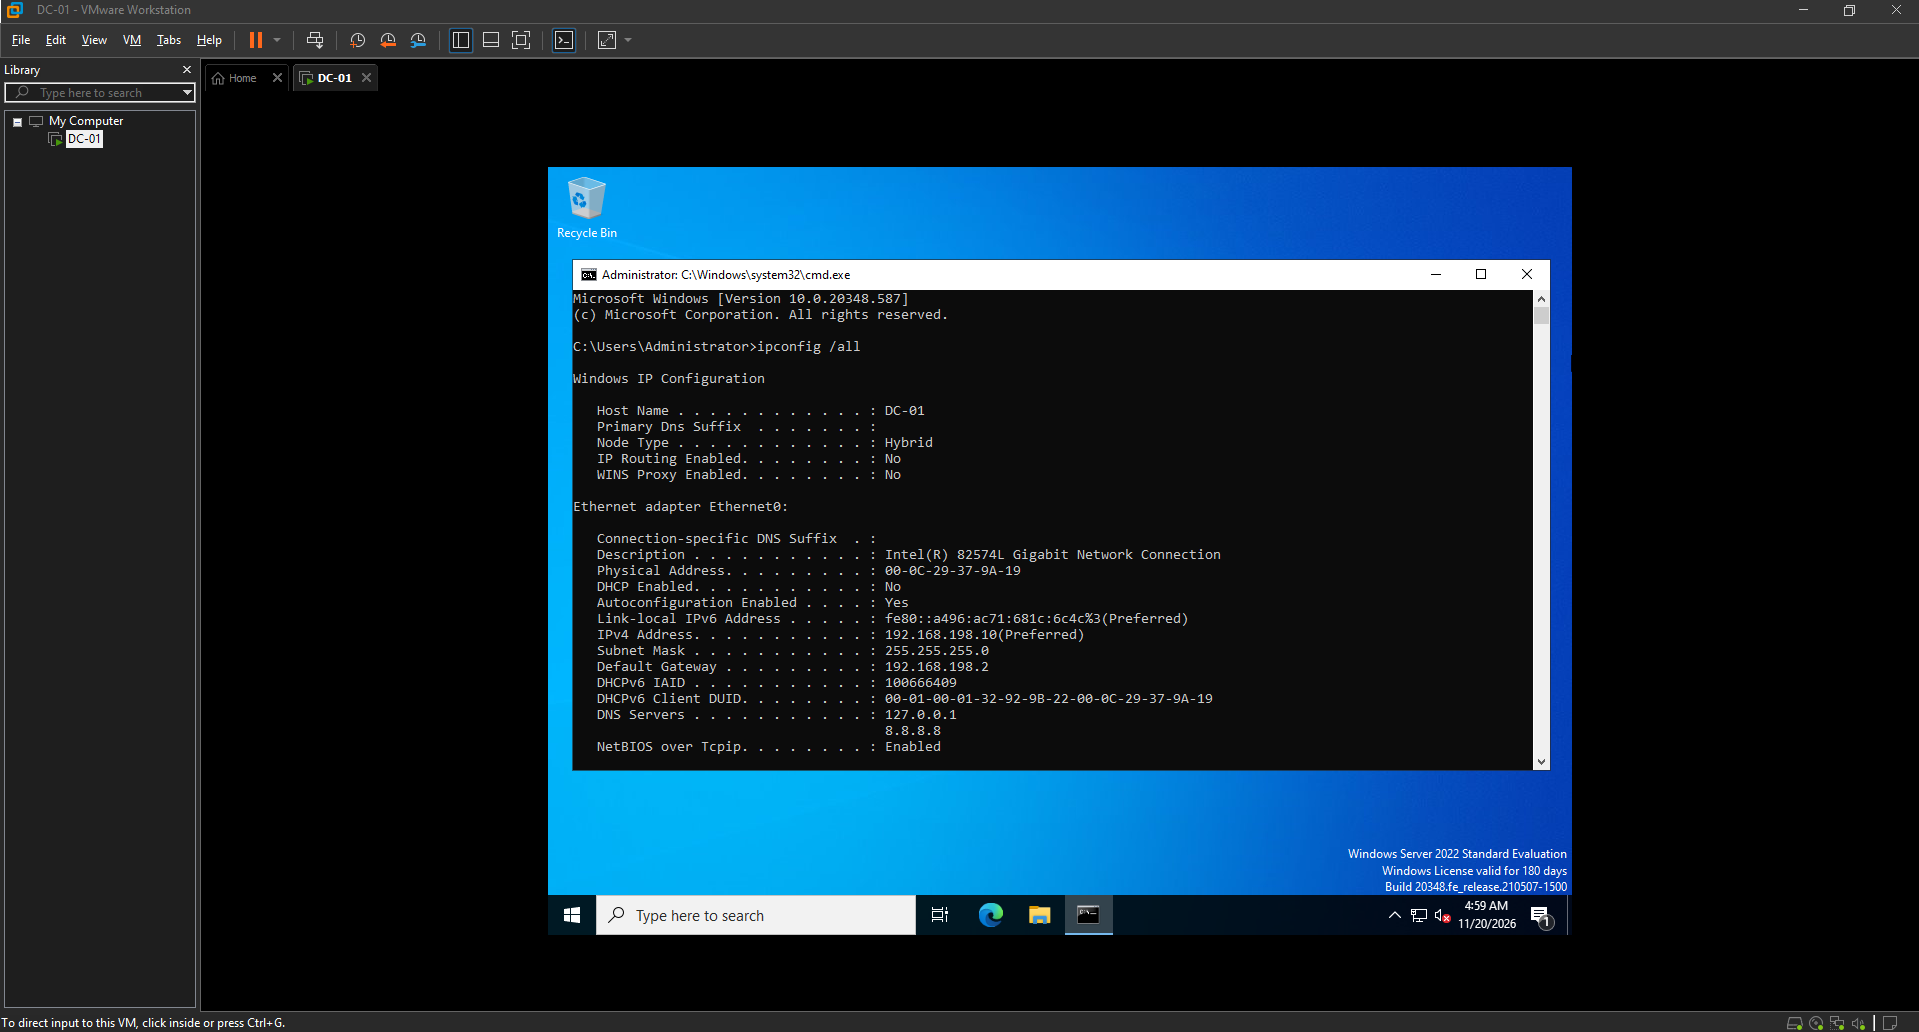 DC-01 - VMware Workstation
File Edit View VM Tabs Help
Library
Type here to search
My Computer
DC-01
Home
DC-01
Recycle Bin
Administrator: C:\Windows\system32\cmd.exe
Microsoft Windows [Version 10.0.20348.587]
(c) Microsoft Corporation. All rights reserved.
C:\Users\Administrator>ipconfig /all
Windows IP Configuration
Host Name . . . . . . . . . . . . : DC-01
Primary Dns Suffix  . . . . . . . :
Node Type . . . . . . . . . . . . : Hybrid
IP Routing Enabled. . . . . . . . : No
WINS Proxy Enabled. . . . . . . . : No
Ethernet adapter Ethernet0:
Connection-specific DNS Suffix  . :
Description . . . . . . . . . . . : Intel(R) 82574L Gigabit Network Connection
Physical Address. . . . . . . . . : 00-0C-29-37-9A-19
DHCP Enabled. . . . . . . . . . . : No
Autoconfiguration Enabled . . . . : Yes
Link-local IPv6 Address . . . . . : fe80::a496:ac71:681c:6c4c%3(Preferred)
IPv4 Address. . . . . . . . . . . : 192.168.198.10(Preferred)
Subnet Mask . . . . . . . . . . . : 255.255.255.0
Default Gateway . . . . . . . . . : 192.168.198.2
DHCPv6 IAID . . . . . . . . . . . : 100666409
DHCPv6 Client DUID. . . . . . . . : 00-01-00-01-32-92-9B-22-00-0C-29-37-9A-19
DNS Servers . . . . . . . . . . . : 127.0.0.1
8.8.8.8
NetBIOS over Tcpip. . . . . . . . : Enabled
Windows Server 2022 Standard Evaluation
Windows License valid for 180 days
Build 20348.fe_release.210507-1500
Type here to search
4:59 AM
11/20/2026
1
To direct input to this VM, click inside or press Ctrl+G.